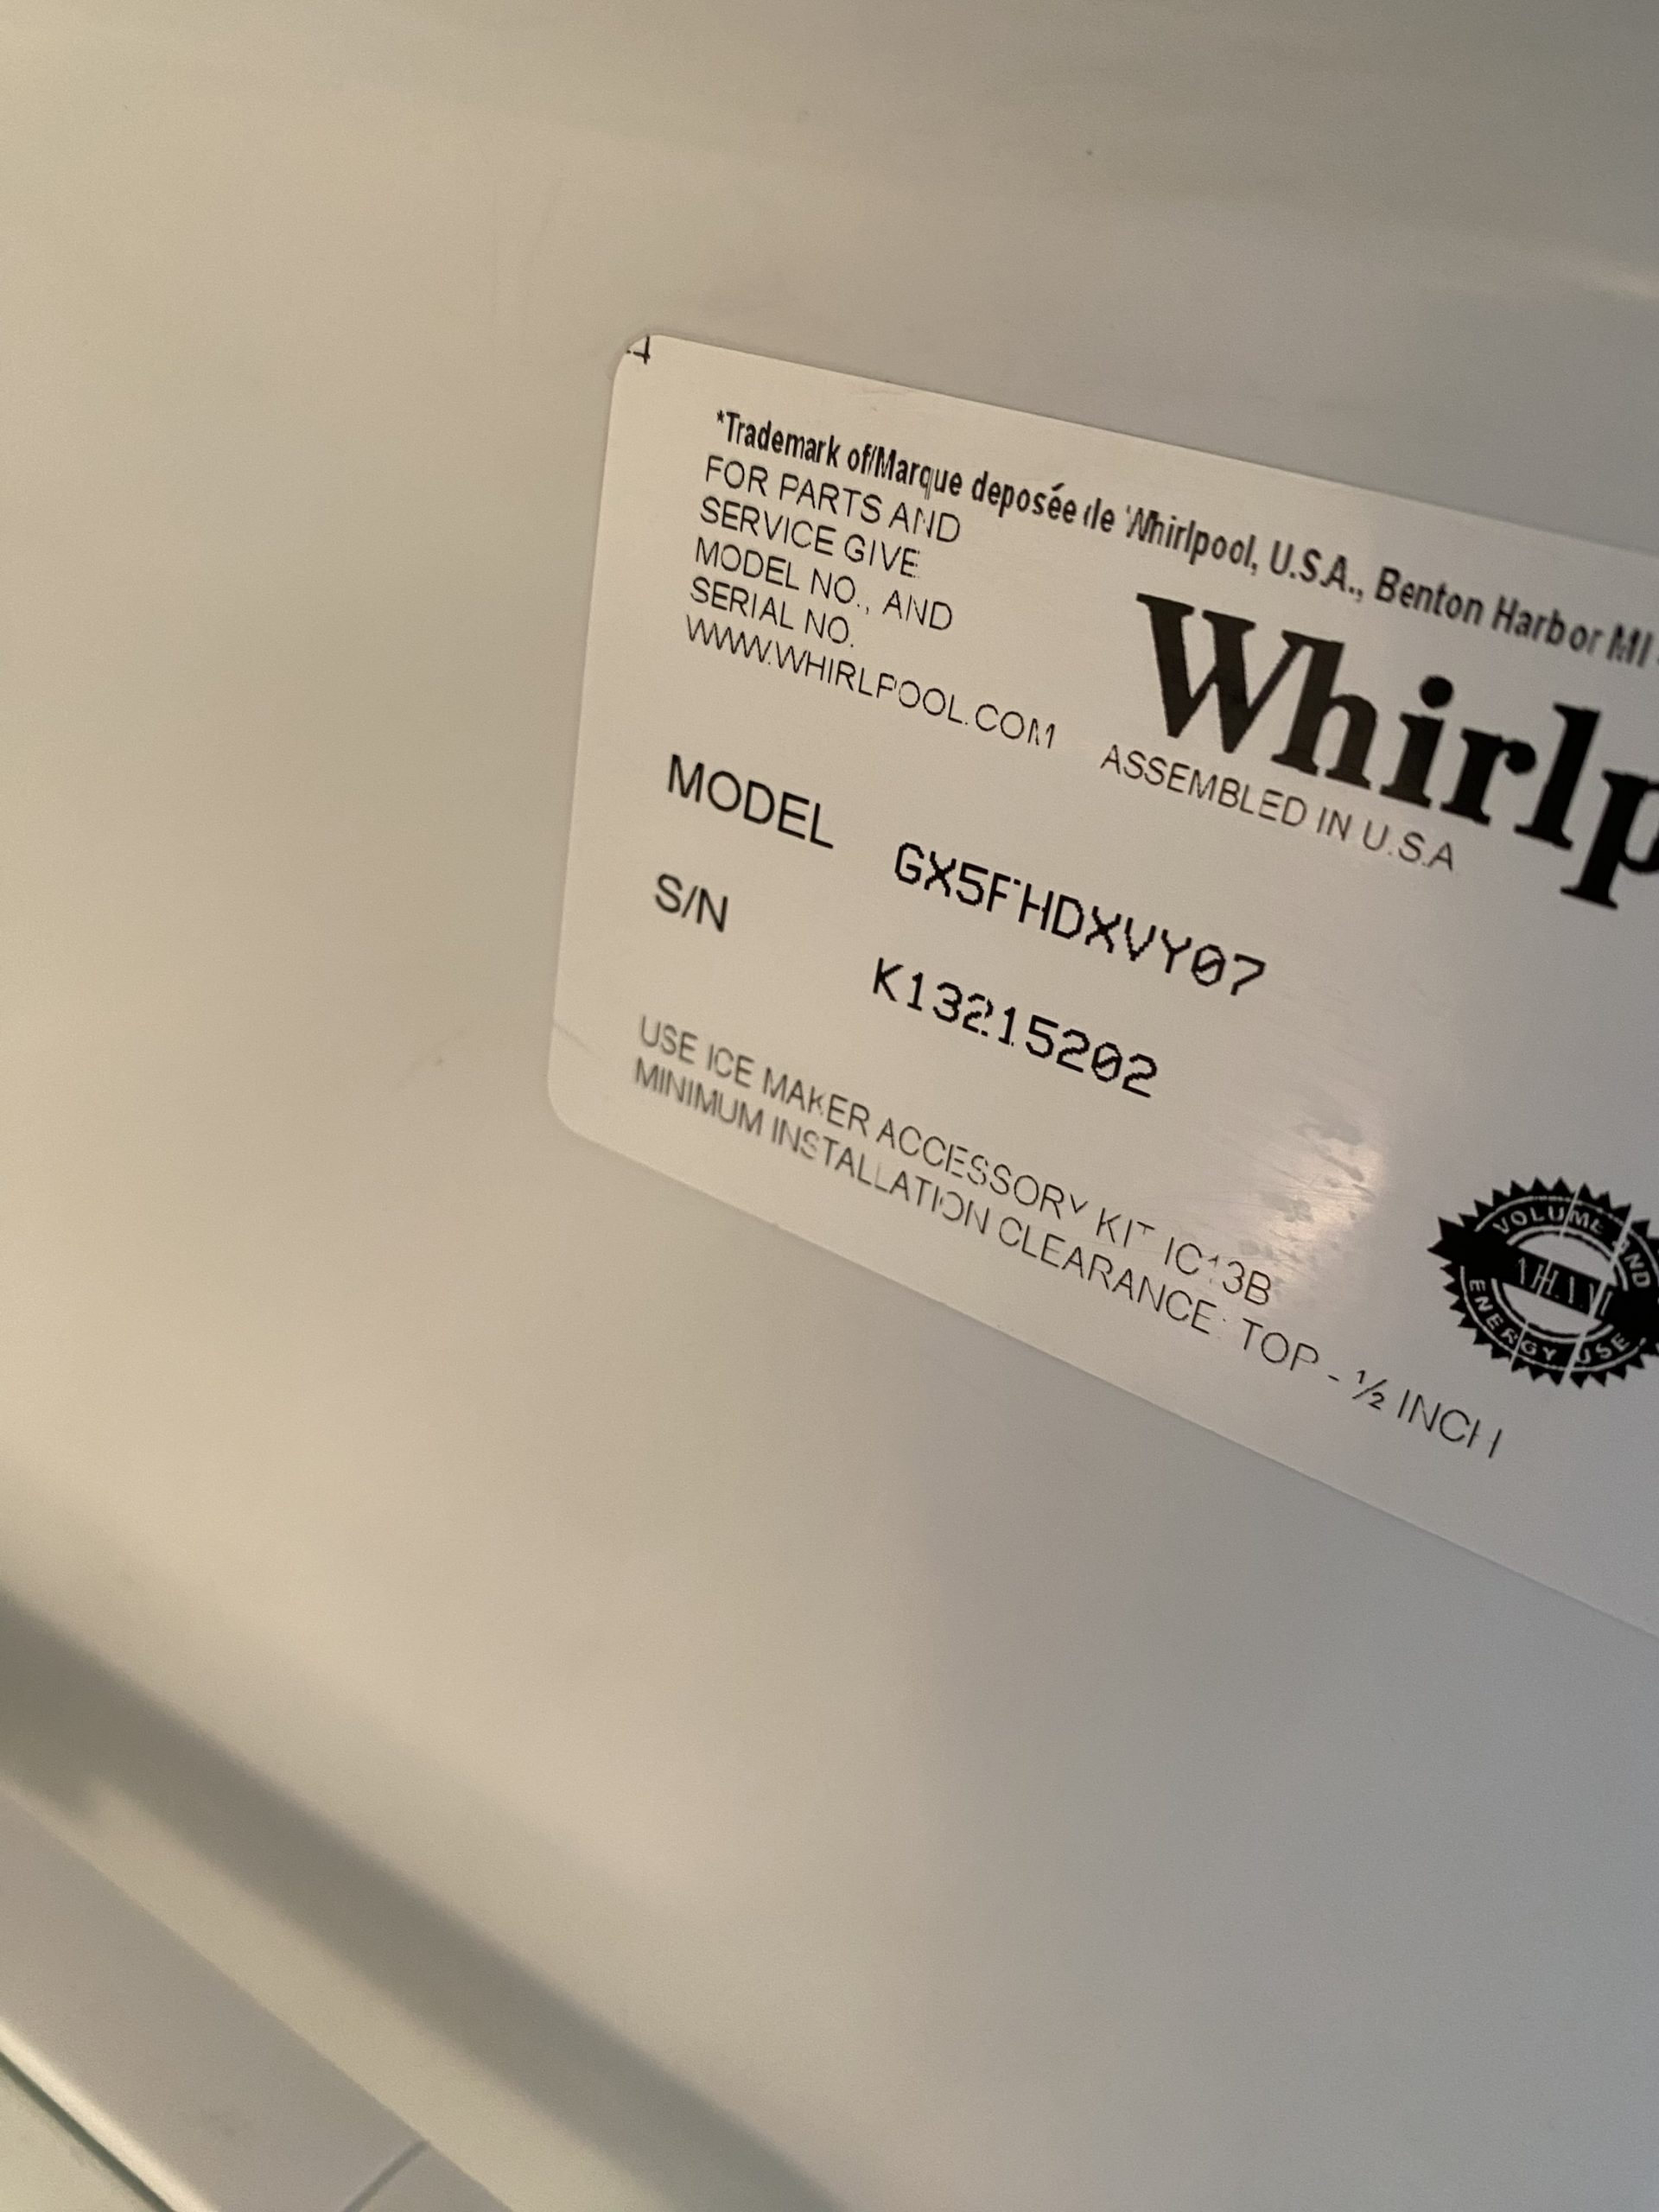 *Trademark of/Marque deposée de Whirlpool, U.S.A., Benton Harbor MI
FOR PARTS AND
SERVICE GIVE
MODEL NO., AND
SERIAL NO.
WWW.WHIRLPOOL.COM
Whirlp
ASSEMBLED IN U.S.A
MODEL GX5FHDXVY07
S/N K13215202
USE ICE MAKER ACCESSORY KIT IC13B
MINIMUM INSTALLATION CLEARANCE: TOP - ½ INCH
VOLUME AND
AHAM
ENERGY USE